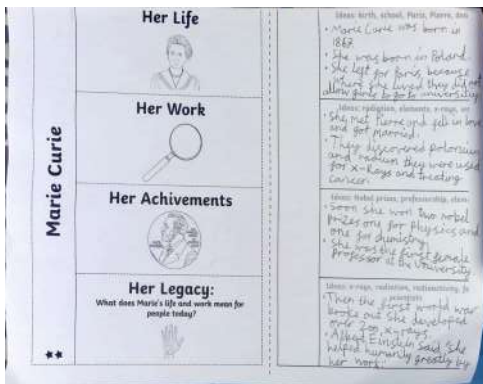 Marie Curie
Her Life
Her Work
Her Achivements
Her Legacy:
What does Marie's life and work mean for
people today?
Ideas: birth, school, Paris, Pierre,
• Marie Curie was born in
1867.
• She was born in Poland.
• She left for paris, because
where she lived they did not
allow girls to go to university
Ideas: radiation, elements, x-rays,
• She met Pierre and fell in love
and got married.
• They discovered polonium
and radium they were used
for x-Rays and treating
cancer.
Ideas: Nobel prizes, professorship,
• Soon she won two nobel
prizes one for physics and
one for chemistry.
• She was the first female
Professor at the University.
Ideas: x-rays, radiation, radioactivity,
scientists
• Then the first world war
out she developed
over 200 x-rays.
• Albert Einstein said she
helped humanity greatly by
her work.